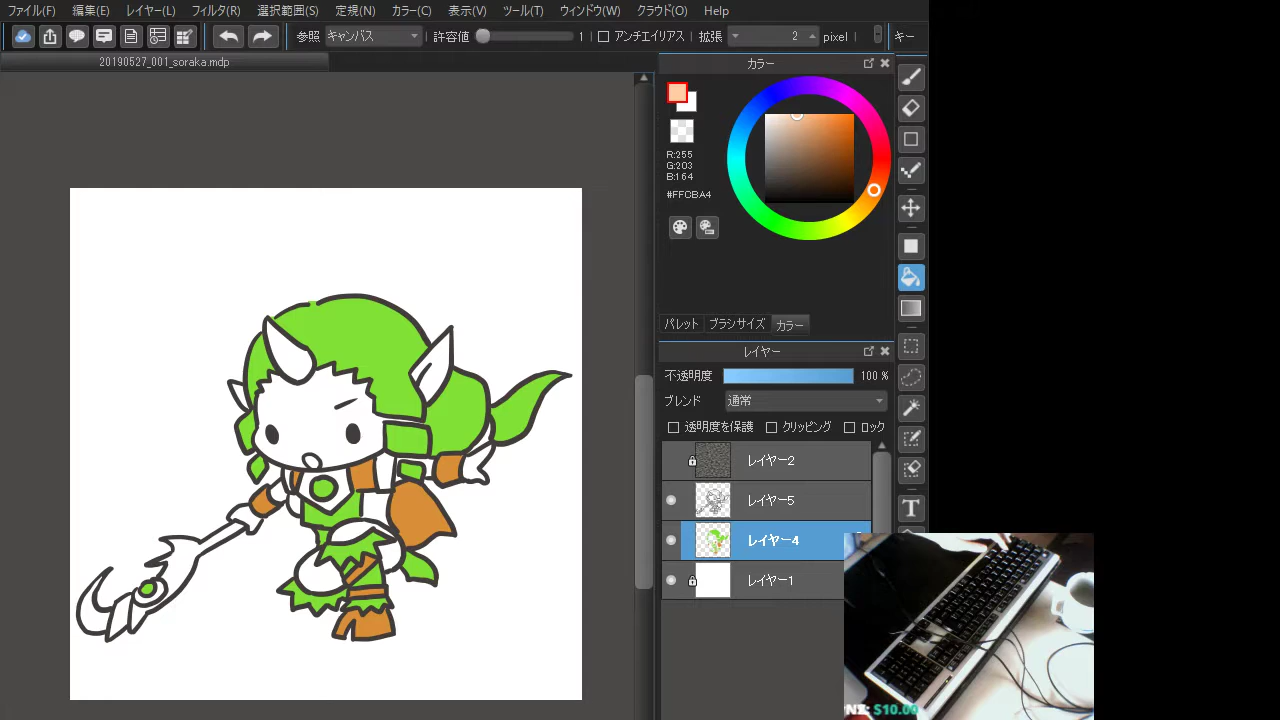 ファイル(F) 編集(E) レイヤー(L) フィルタ(R) 選択範囲(S) 定規(N) カラー(C) 表示(V) ツール(T) ウィンドウ(W) クラウド(O) Help
参照 キャンバス 許容値 1 アンチエイリアス 拡張 2 pixel キー
20190527_001_soraka.mdp
カラー
R:255
G:203
B:164
#FFCBA4
パレット ブラシサイズ カラー
レイヤー
不透明度 100 %
ブレンド 通常
透明度を保護 クリッピング ロック
レイヤー2
レイヤー5
レイヤー4
レイヤー1
T
NZ: $10.00